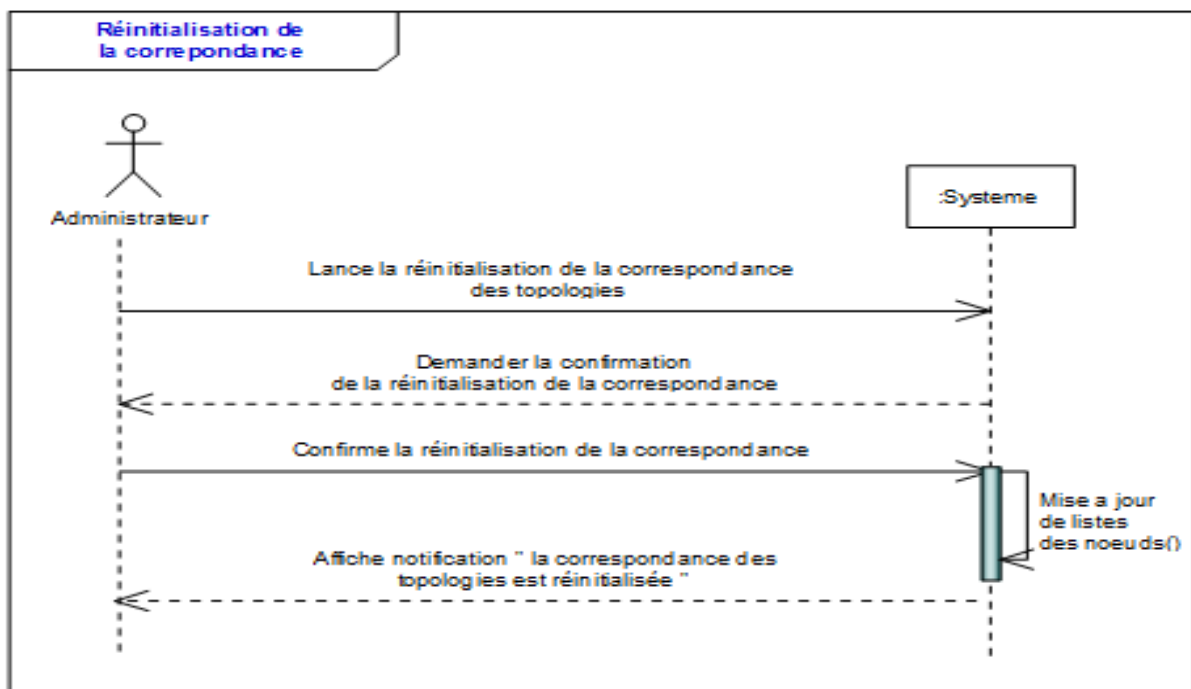 Réinitialisation de
la correpondance
Administrateur
:Systeme
Lance la réinitialisation de la correspondance
des topologies
Demander la confirmation
de la réinitialisation de la correspondance
Confirme la réinitialisation de la correspondance
Mise a jour
de listes
des noeuds()
Affiche notification " la correspondance des
topologies est réinitialisée "